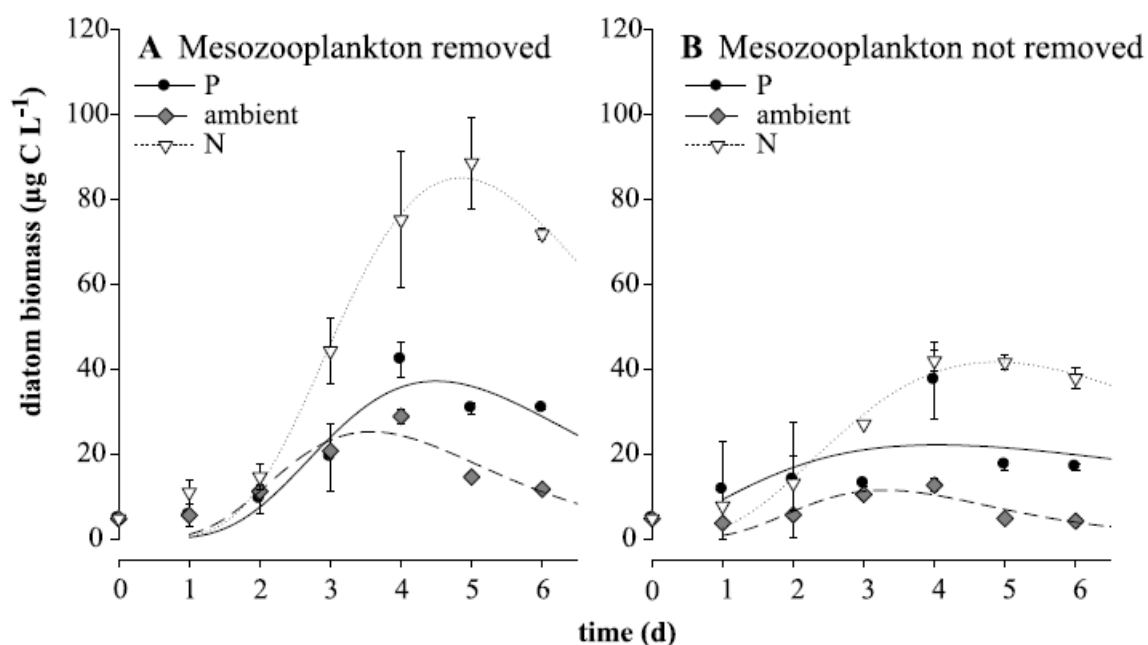 diatom biomass (µg C L⁻¹)
120
100
80
60
40
20
0
A Mesozooplankton removed
P
ambient
N
0 1 2 3 4 5 6
120
100
80
60
40
20
0
B Mesozooplankton not removed
P
ambient
N
0 1 2 3 4 5 6
time (d)